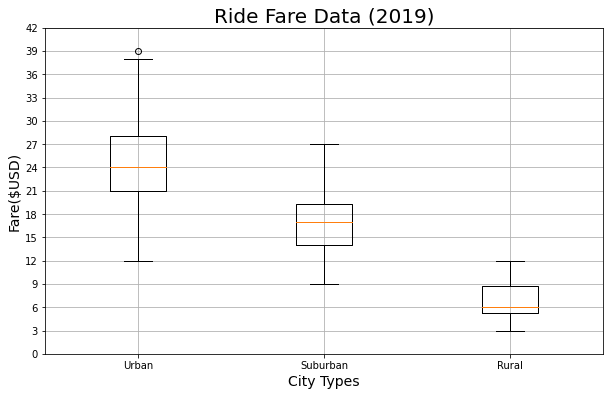 Ride Fare Data (2019)
Fare($USD)
42
39
36
33
30
27
24
21
18
15
12
9
6
3
0
Urban
Suburban
Rural
City Types